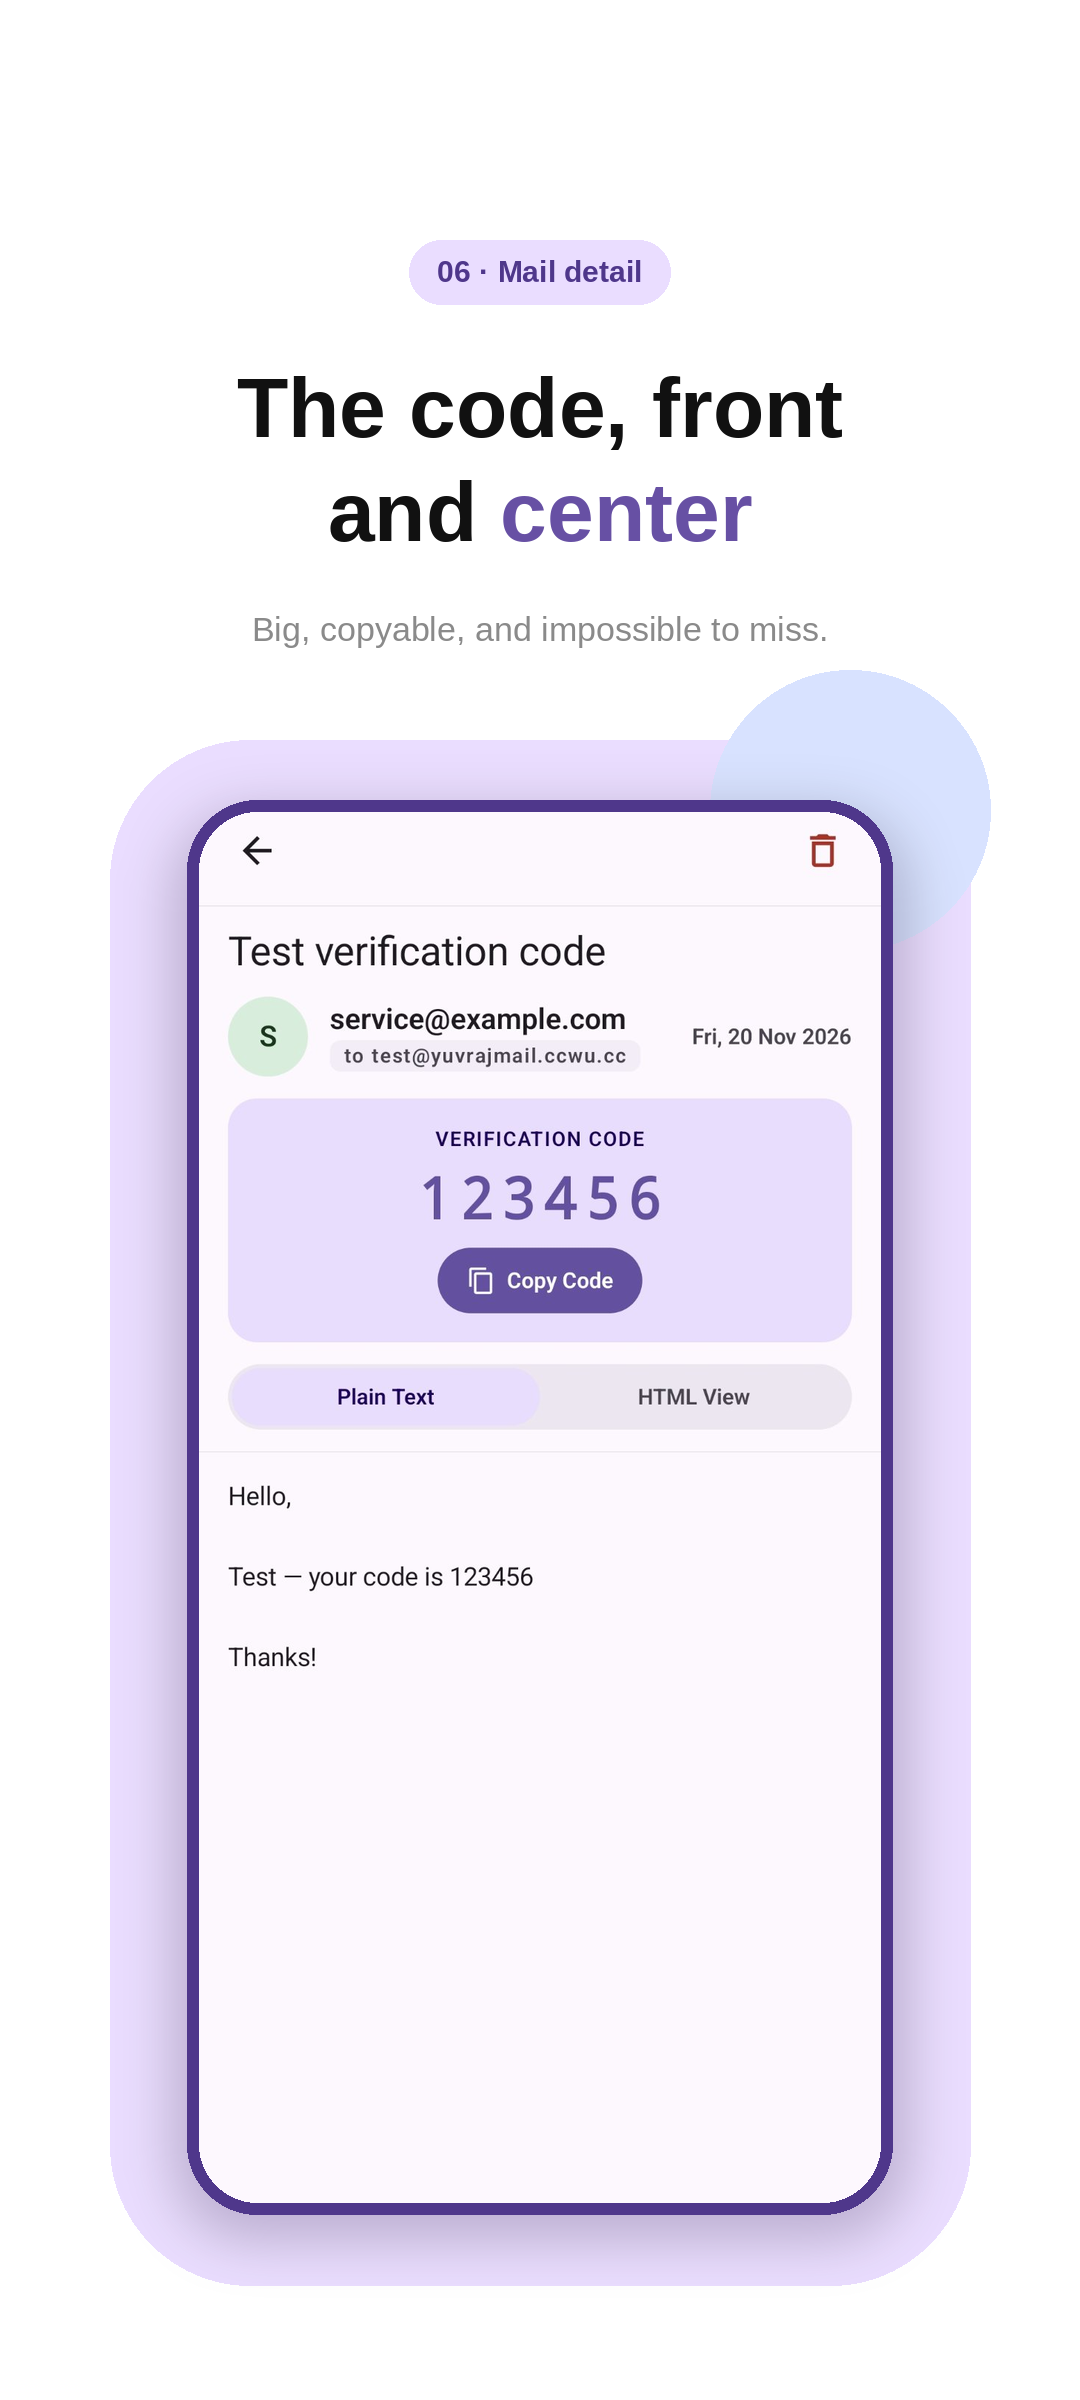 06 · Mail detail
The code, front
and center
Big, copyable, and impossible to miss.
Test verification code
S
service@example.com
to test@yuvrajmail.ccwu.cc
Fri, 20 Nov 2026
VERIFICATION CODE
123456
Copy Code
Plain Text
HTML View
Hello,
Test — your code is 123456
Thanks!